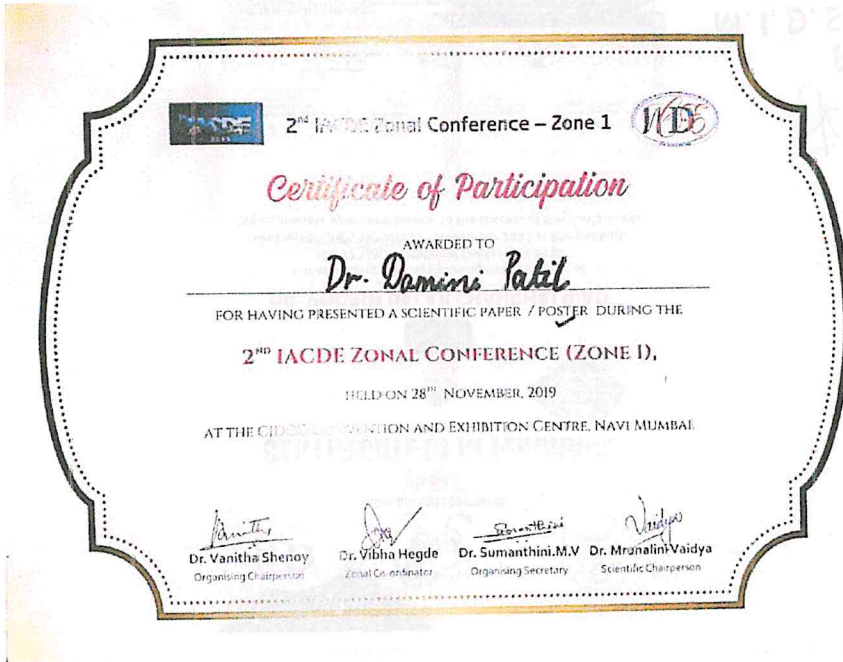 2nd IACDE Zonal Conference – Zone 1
Certificate of Participation
AWARDED TO
Dr. Damini Patil
FOR HAVING PRESENTED A SCIENTIFIC PAPER / POSTER DURING THE
2ND IACDE ZONAL CONFERENCE (ZONE I),
HELD ON 28TH NOVEMBER, 2019
AT THE CIDCO CONVENTION AND EXHIBITION CENTRE, NAVI MUMBAI.
Dr. Vanitha Shenoy Dr. Vibha Hegde Dr. Sumanthini.M.V Dr. Mrunalini Vaidya
Organising Chairperson Zonal Co-ordinator Organising Secretary Scientific Chairperson